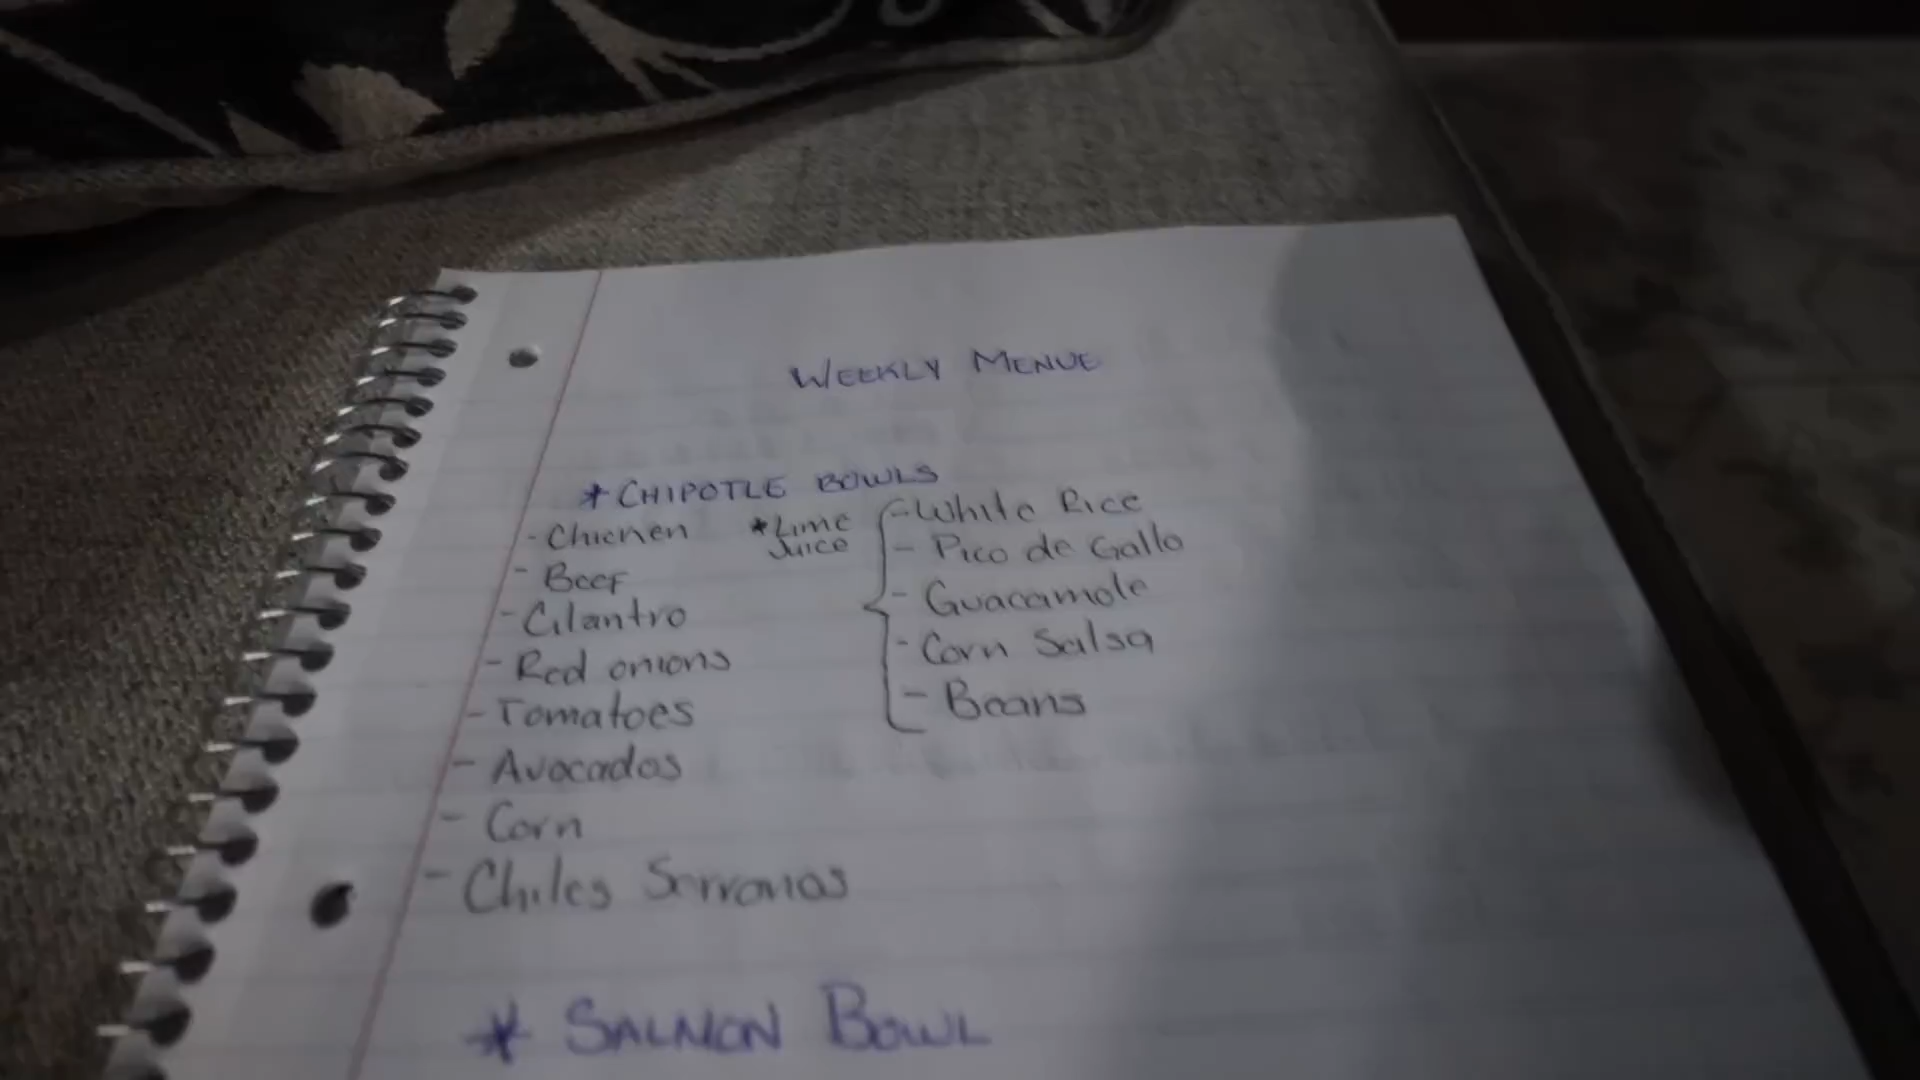 WEEKLY MENUE
* CHIPOTLE BOWLS
- Chicken
- Beef
- Cilantro
- Red onions
- Tomatoes
- Avocados
- Corn
- Chiles Serranos
* Lime
Juice
- White Rice
- Pico de Gallo
- Guacamole
- Corn Salsa
- Beans
* SALMON BOWL